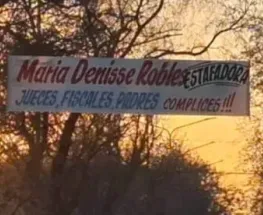 Maria Denisse Robles ESTAFADORA
JUECES, FISCALES, PADRES COMPLICES!!!